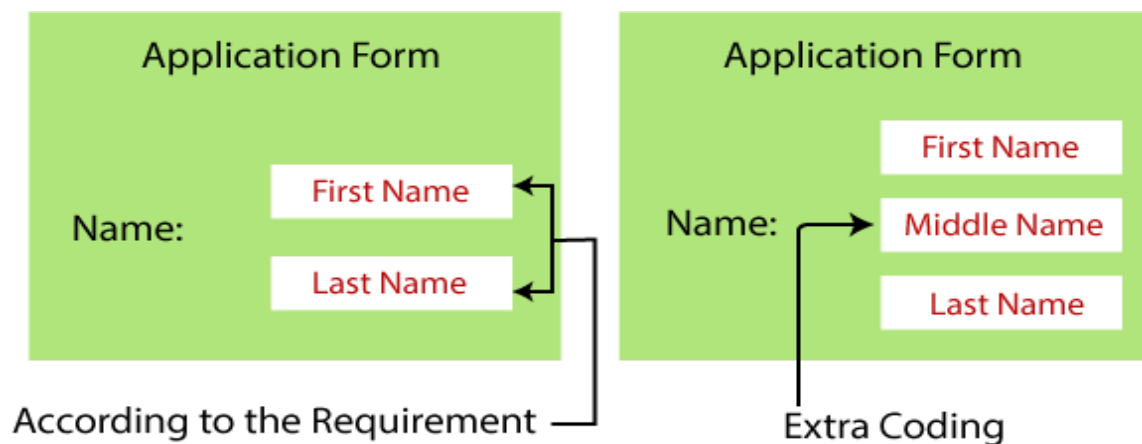 Application Form
First Name
Name:
Last Name
According to the Requirement
Application Form
First Name
Name:
Middle Name
Last Name
Extra Coding